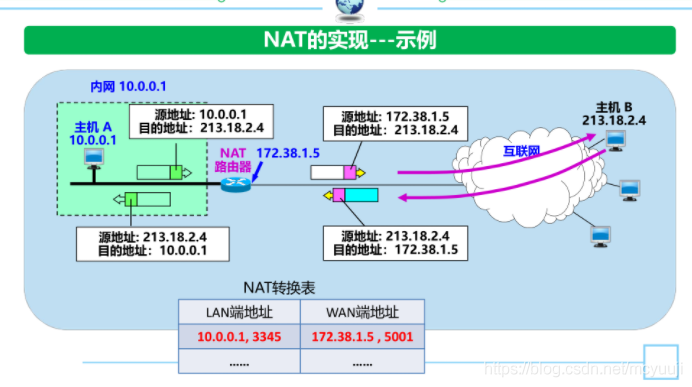 NAT的实现---示例
内网 10.0.0.1
主机 A
10.0.0.1
源地址: 10.0.0.1
目的地址: 213.18.2.4
NAT
路由器
172.38.1.5
源地址: 172.38.1.5
目的地址: 213.18.2.4
互联网
主机 B
213.18.2.4
源地址: 213.18.2.4
目的地址: 10.0.0.1
源地址: 213.18.2.4
目的地址: 172.38.1.5
NAT转换表
LAN端地址 WAN端地址
10.0.0.1, 3345 172.38.1.5 , 5001
…… ……
https://blog.csdn.net/mcyuuji